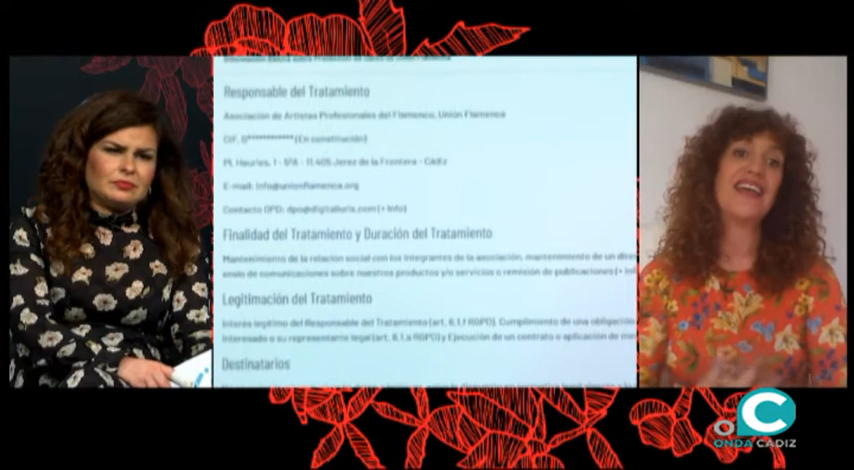 Responsable del Tratamiento
Asociación de Artistas Profesionales del Flamenco, Unión Flamenca
CIF. G*********** (En constitución)
Pl. Heuries, 1 - 5ºA - 11.405 Jerez de la Frontera - Cádiz
E-mail: info@unionflamenca.org
Contacto DPD: dpo@digitaliuris.com (+ Info)
Finalidad del Tratamiento y Duración del Tratamiento
Mantenimiento de la relación social con los integrantes de la asociación, mantenimiento de un
envío de comunicaciones sobre nuestros productos y/o servicios o remisión de publicaciones (+
Legitimación del Tratamiento
Interés legítimo del Responsable del Tratamiento (art. 6.1.f RGPD). Cumplimiento de una obligación
interesado o su representante legal (art. 6.1.a RGPD) y Ejecución de un contrato o aplicación de
Destinatarios
OC
ONDA CÁDIZ